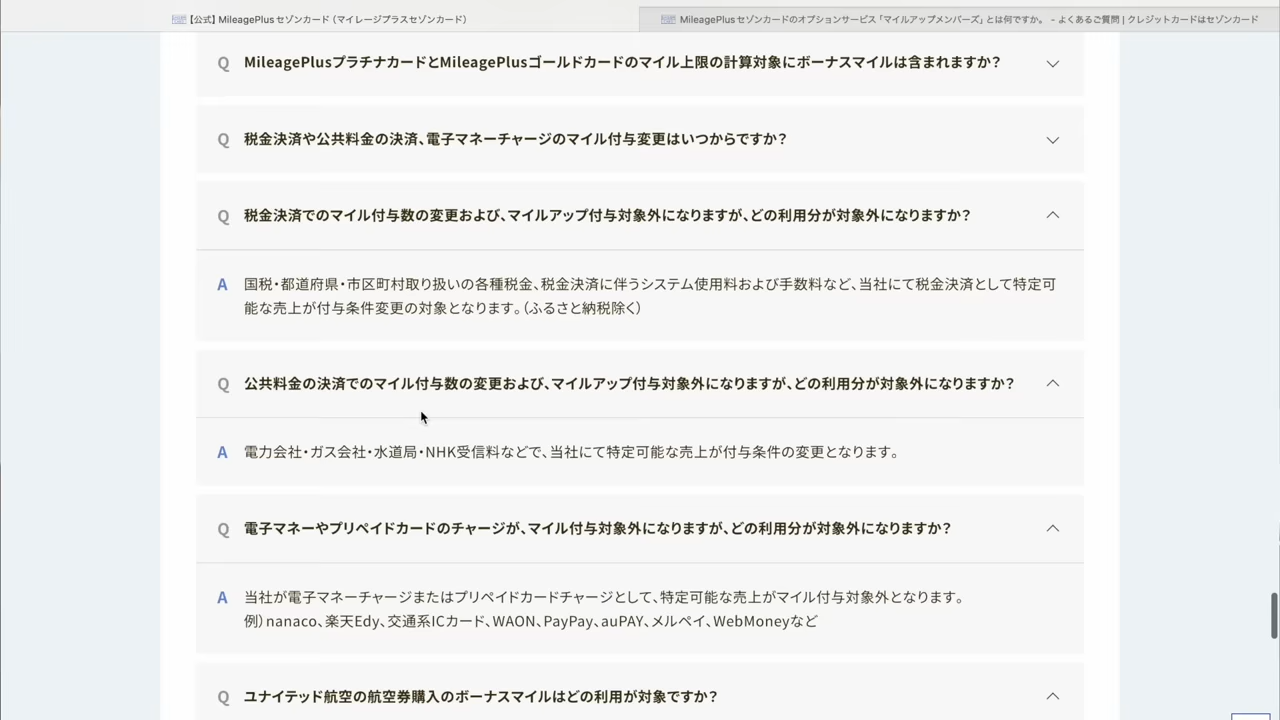 【公式】MileagePlusセゾンカード（マイレージプラスセゾンカード）
MileagePlusセゾンカードのオプションサービス「マイルアップメンバーズ」とは何ですか。 - よくあるご質問 | クレジットカードはセゾンカード
Q MileagePlusプラチナカードとMileagePlusゴールドカードのマイル上限の計算対象にボーナスマイルは含まれますか？
Q 税金決済や公共料金の決済、電子マネーチャージのマイル付与変更はいつからですか？
Q 税金決済でのマイル付与数の変更および、マイルアップ付与対象外になりますが、どの利用分が対象外になりますか？
A 国税・都道府県・市区町村取り扱いの各種税金、税金決済に伴うシステム使用料および手数料など、当社にて税金決済として特定可
能な売上が付与条件変更の対象となります。（ふるさと納税除く）
Q 公共料金の決済でのマイル付与数の変更および、マイルアップ付与対象外になりますが、どの利用分が対象外になりますか？
A 電力会社・ガス会社・水道局・NHK受信料などで、当社にて特定可能な売上が付与条件の変更となります。
Q 電子マネーやプリペイドカードのチャージが、マイル付与対象外になりますが、どの利用分が対象外になりますか？
A 当社が電子マネーチャージまたはプリペイドカードチャージとして、特定可能な売上がマイル付与対象外となります。
例）nanaco、楽天Edy、交通系ICカード、WAON、PayPay、auPAY、メルペイ、WebMoneyなど
Q ユナイテッド航空の航空券購入のボーナスマイルはどの利用が対象ですか？